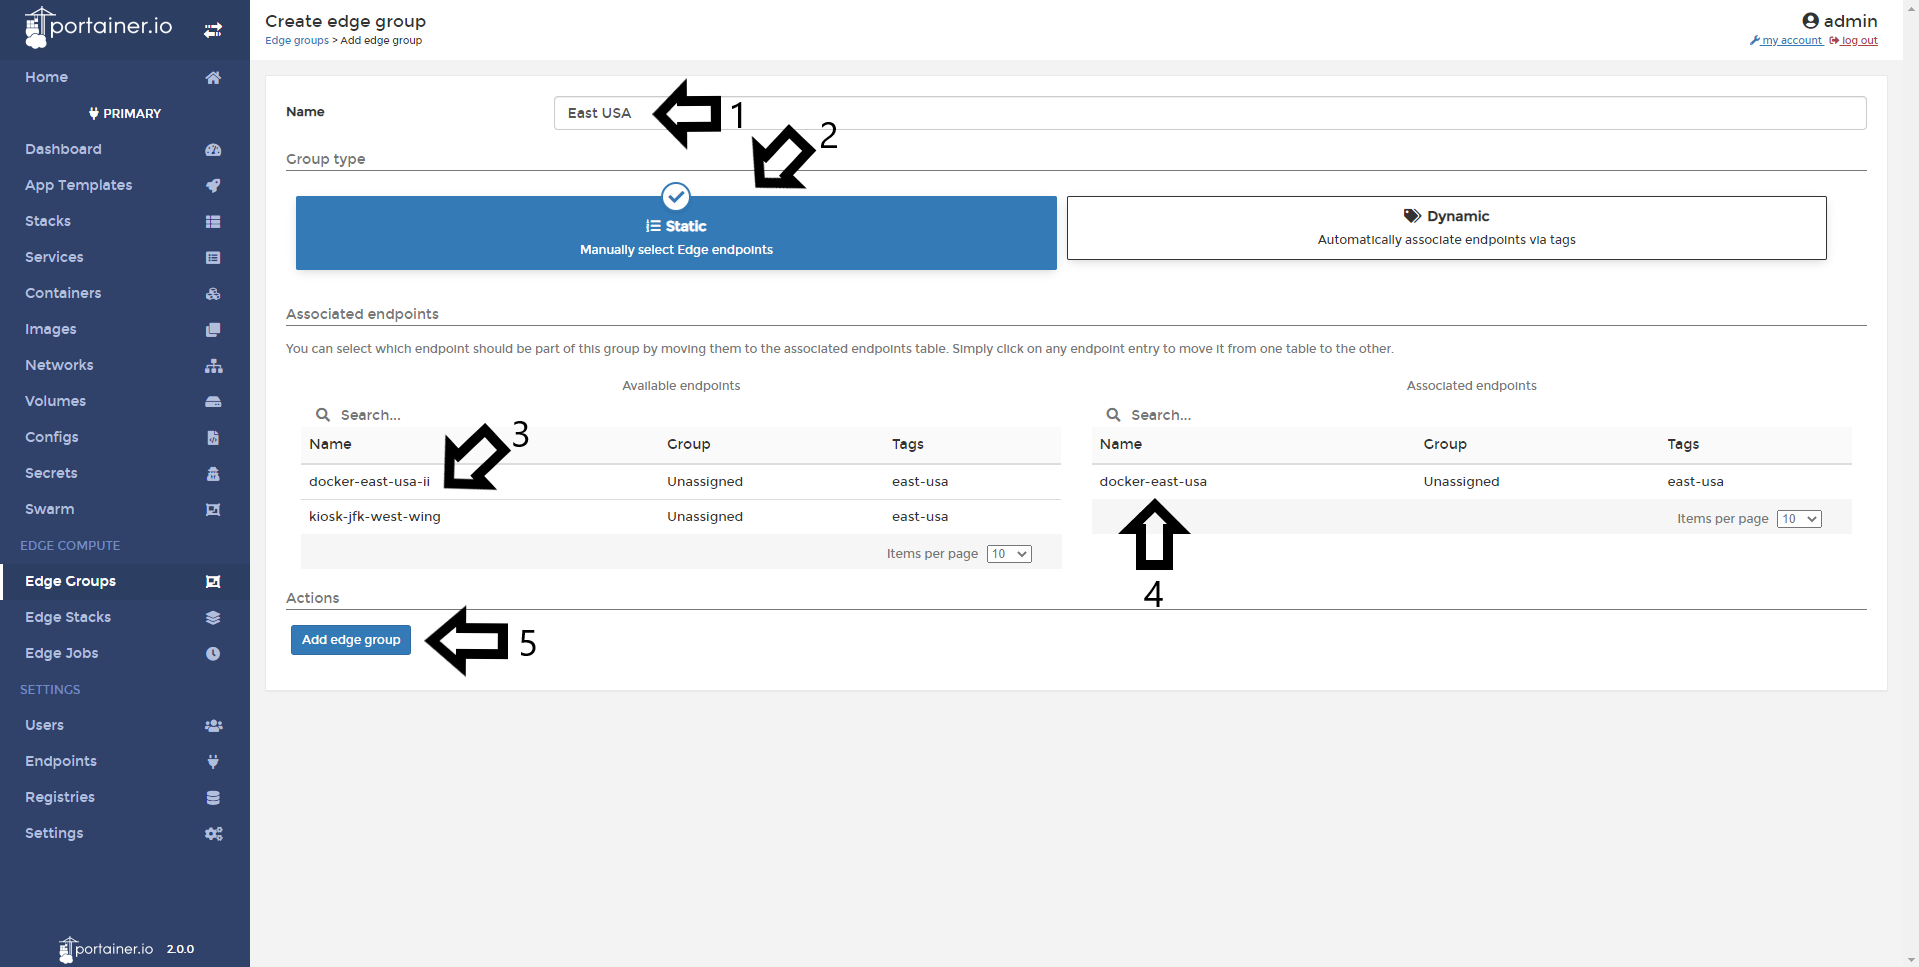 portainer.io
Home
PRIMARY
Dashboard
App Templates
Stacks
Services
Containers
Images
Networks
Volumes
Configs
Secrets
Swarm
EDGE COMPUTE
Edge Groups
Edge Stacks
Edge Jobs
SETTINGS
Users
Endpoints
Registries
Settings
portainer.io 2.0.0
Create edge group
Edge groups > Add edge group
admin
my account log out
Name East USA 1
2
Group type
Static
Manually select Edge endpoints
Dynamic
Automatically associate endpoints via tags
Associated endpoints
You can select which endpoint should be part of this group by moving them to the associated endpoints table. Simply click on any endpoint entry to move it from one table to the other.
Available endpoints
Search...
Name Group Tags
3
docker-east-usa-ii Unassigned east-usa
kiosk-jfk-west-wing Unassigned east-usa
Items per page 10
Associated endpoints
Search...
Name Group Tags
docker-east-usa Unassigned east-usa
Items per page 10
4
Actions
Add edge group 5